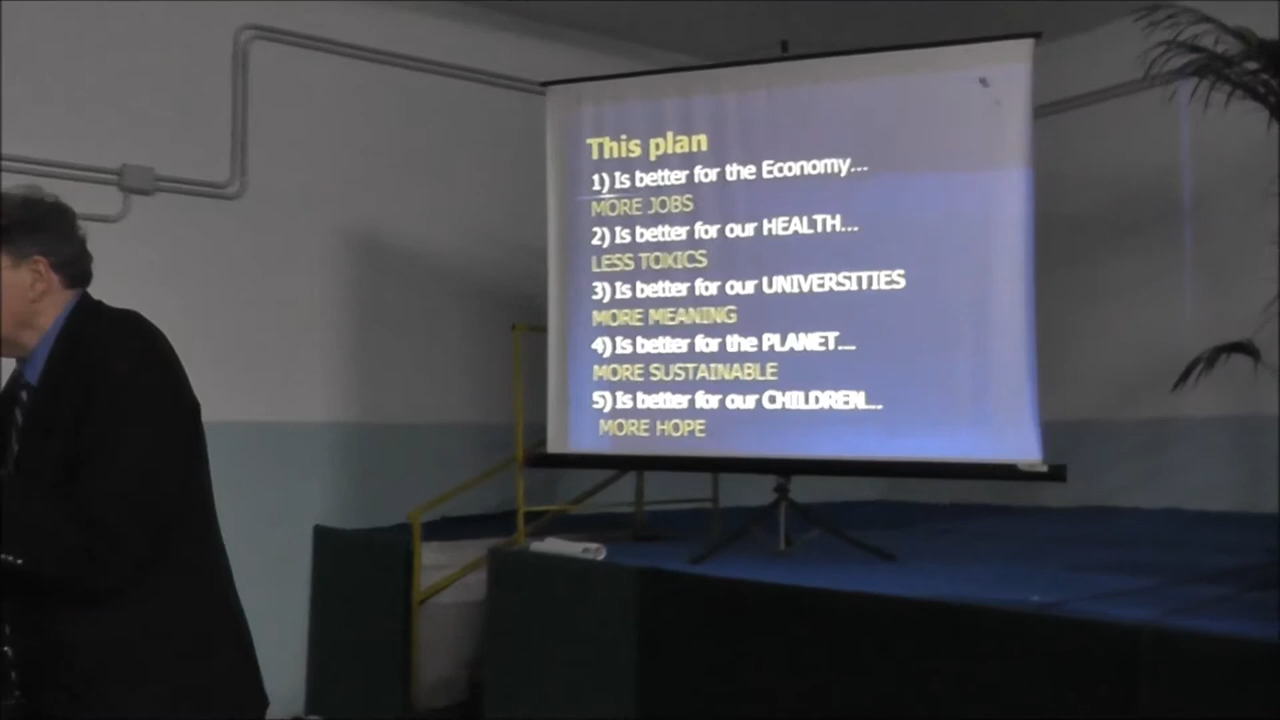 This plan
1) Is better for the Economy...
MORE JOBS
2) Is better for our HEALTH...
LESS TOXICS
3) Is better for our UNIVERSITIES
MORE MEANING
4) Is better for the PLANET...
MORE SUSTAINABLE
5) Is better for our CHILDREN...
MORE HOPE